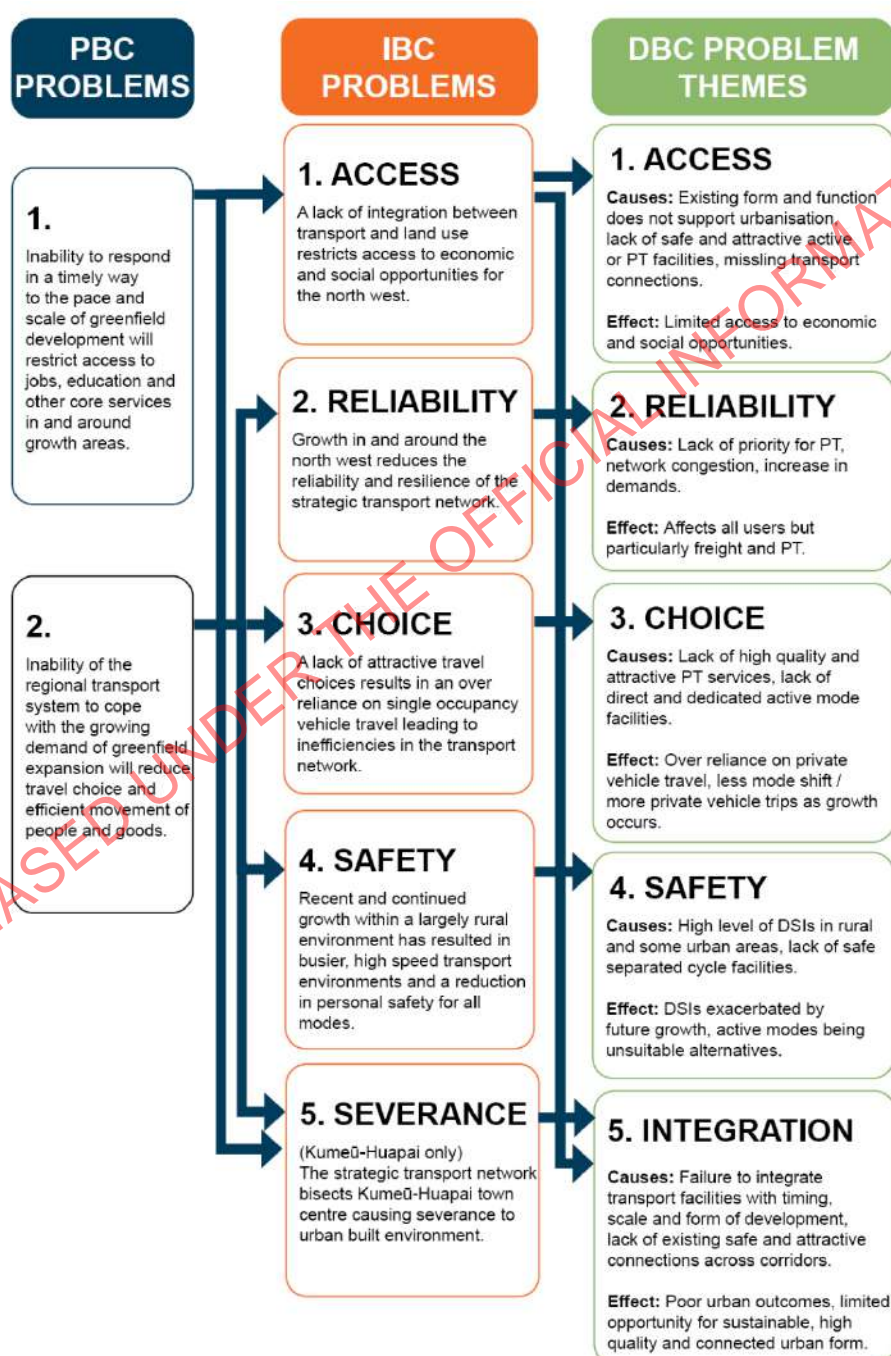 PBC
PROBLEMS
IBC
PROBLEMS
DBC PROBLEM
THEMES
1.
Inability to respond
in a timely way
to the pace and
scale of greenfield
development will
restrict access to
jobs, education and
other core services
in and around
growth areas.
2.
Inability of the
regional transport
system to cope
with the growing
demand of greenfield
expansion will reduce
travel choice and
efficient movement of
people and goods.
1. ACCESS
A lack of integration between
transport and land use
restricts access to economic
and social opportunities for
the north west.
2. RELIABILITY
Growth in and around the
north west reduces the
reliability and resilience of the
strategic transport network.
3. CHOICE
A lack of attractive travel
choices results in an over
reliance on single occupancy
vehicle travel leading to
inefficiencies in the transport
network.
4. SAFETY
Recent and continued
growth within a largely rural
environment has resulted in
busier, high speed transport
environments and a reduction
in personal safety for all
modes.
5. SEVERANCE
(Kumeū-Huapai only)
The strategic transport network
bisects Kumeū-Huapai town
centre causing severance to
urban built environment.
1. ACCESS
Causes: Existing form and function
does not support urbanisation,
lack of safe and attractive active
or PT facilities, missling transport
connections.
Effect: Limited access to economic
and social opportunities.
2. RELIABILITY
Causes: Lack of priority for PT,
network congestion, increase in
demands.
Effect: Affects all users but
particularly freight and PT.
3. CHOICE
Causes: Lack of high quality and
attractive PT services, lack of
direct and dedicated active mode
facilities.
Effect: Over reliance on private
vehicle travel, less mode shift /
more private vehicle trips as growth
occurs.
4. SAFETY
Causes: High level of DSIs in rural
and some urban areas, lack of safe
separated cycle facilities.
Effect: DSIs exacerbated by
future growth, active modes being
unsuitable alternatives.
5. INTEGRATION
Causes: Failure to integrate
transport facilities with timing,
scale and form of development,
lack of existing safe and attractive
connections across corridors.
Effect: Poor urban outcomes, limited
opportunity for sustainable, high
quality and connected urban form.
UNDER THE OFFICIAL